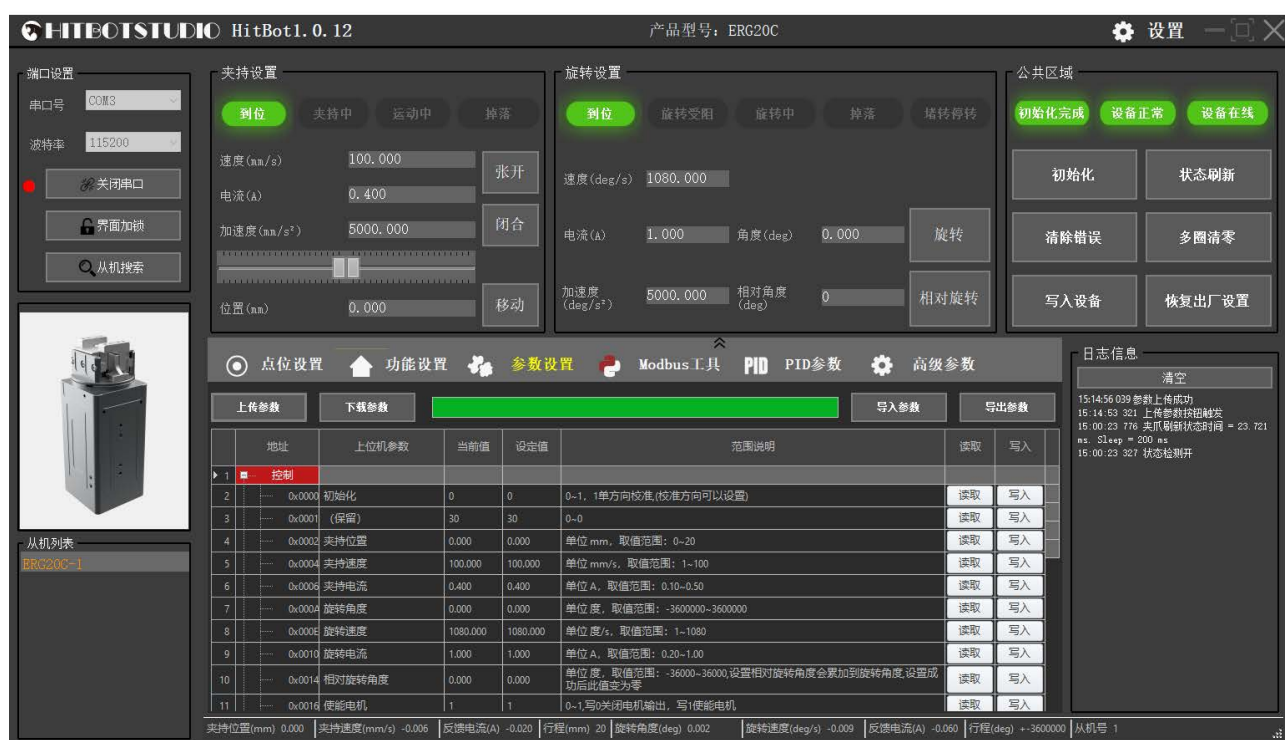 HITBOTSTUDIO HitBot1.0.12
产品型号：ERG20C
设置
端口设置
串口号 COM3
波特率 115200
关闭串口
界面加锁
从机搜索
夹持设置
到位 夹持中 运动中 掉落
速度(mm/s) 100.000
张开
电流(A) 0.400
加速度(mm/s²) 5000.000
闭合
位置(mm) 0.000
移动
旋转设置
到位 旋转受阻 旋转中 掉落 堵转停转
速度(deg/s) 1080.000
电流(A) 1.000 角度(deg) 0.000 旋转
加速度
(deg/s²)
5000.000
相对角度
(deg)
0
相对旋转
公共区域
初始化完成 设备正常 设备在线
初始化 状态刷新
清除错误 多圈清零
写入设备 恢复出厂设置
从机列表
ERG20C-1
点位设置 功能设置 参数设置 Modbus工具 PID PID参数 高级参数
上传参数 下载参数 导入参数 导出参数
地址 上位机参数 当前值 设定值 范围说明 读取 写入
1 控制
2 0x0000 初始化 0 0 0~1，1单方向校准,(校准方向可以设置) 读取 写入
3 0x0001 （保留） 30 30 0~0 读取 写入
4 0x0002 夹持位置 0.000 0.000 单位 mm，取值范围：0~20 读取 写入
5 0x0004 夹持速度 100.000 100.000 单位 mm/s，取值范围：1~100 读取 写入
6 0x0006 夹持电流 0.400 0.400 单位 A，取值范围：0.10~0.50 读取 写入
7 0x000A 旋转角度 0.000 0.000 单位 度，取值范围：-3600000~3600000 读取 写入
8 0x000E 旋转速度 1080.000 1080.000 单位 度/s，取值范围：1~1080 读取 写入
9 0x0010 旋转电流 1.000 1.000 单位 A，取值范围：0.20~1.00 读取 写入
10 0x0014 相对旋转角度 0.000 0.000 单位 度，取值范围：-36000~36000,设置相对旋转角度会累加到旋转角度,设置成
功后此值变为零 读取 写入
11 0x0016 使能电机 1 1 0~1,写0关闭电机输出，写1使能电机 读取 写入
日志信息
清空
15:14:56 039 参数上传成功
15:14:53 321 上传参数按钮触发
15:00:23 776 夹爪刷新状态时间 = 23.721
ms. Sleep = 200 ms
15:00:23 327 状态检测开
夹持位置(mm) 0.000 夹持速度(mm/s) -0.006 反馈电流(A) -0.020 行程(mm) 20 旋转角度(deg) 0.002 旋转速度(deg/s) -0.009 反馈电流(A) -0.060 行程(deg) +-3600000 从机号 1